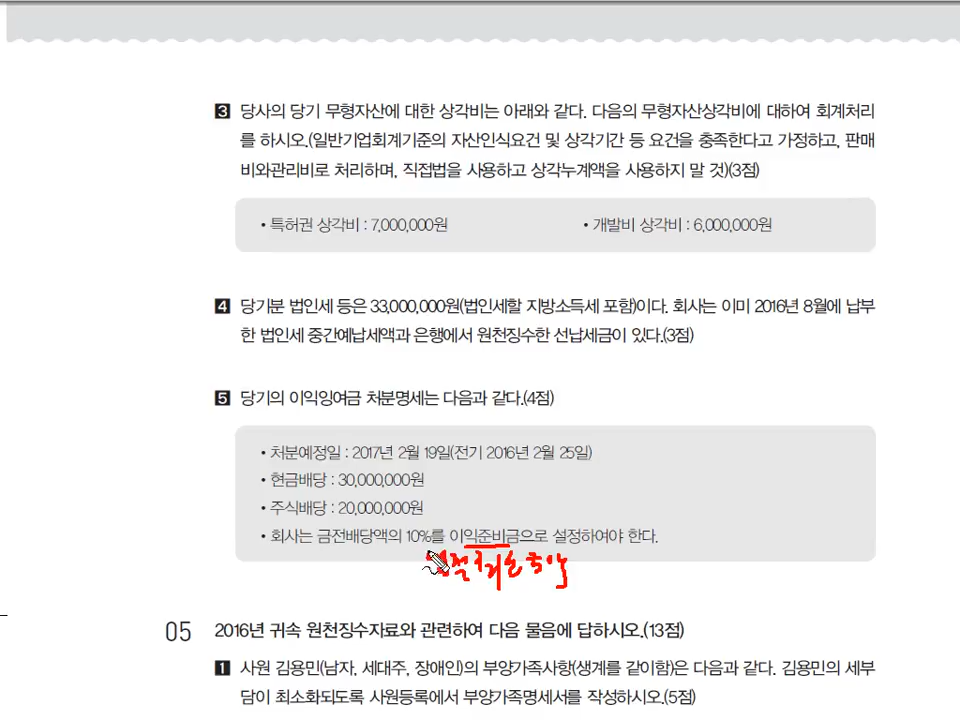 3 당사의 당기 무형자산에 대한 상각비는 아래와 같다. 다음의 무형자산상각비에 대하여 회계처리
를 하시오.(일반기업회계기준의 자산인식요건 및 상각기간 등 요건을 충족한다고 가정하고, 판매
비와관리비로 처리하며, 직접법을 사용하고 상각누계액을 사용하지 말 것)(3점)
• 특허권 상각비 : 7,000,000원 • 개발비 상각비 : 6,000,000원
4 당기분 법인세 등은 33,000,000원(법인세할 지방소득세 포함)이다. 회사는 이미 2016년 8월에 납부
한 법인세 중간예납세액과 은행에서 원천징수한 선납세금이 있다.(3점)
5 당기의 이익잉여금 처분명세는 다음과 같다.(4점)
• 처분예정일 : 2017년 2월 19일(전기 2016년 2월 25일)
• 현금배당 : 30,000,000원
• 주식배당 : 20,000,000원
• 회사는 금전배당액의 10%를 이익준비금으로 설정하여야 한다.
05 2016년 귀속 원천징수자료와 관련하여 다음 물음에 답하시오.(13점)
1 사원 김용민(남자, 세대주, 장애인)의 부양가족사항(생계를 같이함)은 다음과 같다. 김용민의 세부
담이 최소화되도록 사원등록에서 부양가족명세서를 작성하시오.(5점)